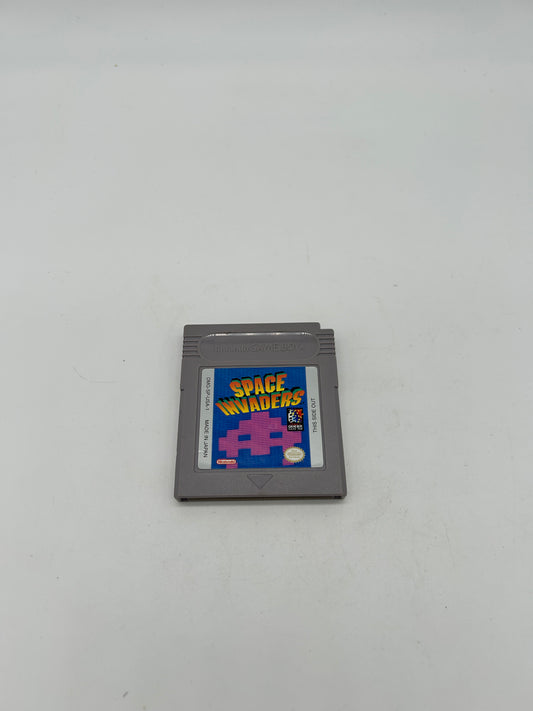 Nintendo GAME BOY
SPACE
INVADERS
DMG-SP-USA-1
MADE IN JAPAN
THIS SIDE OUT
Nintendo